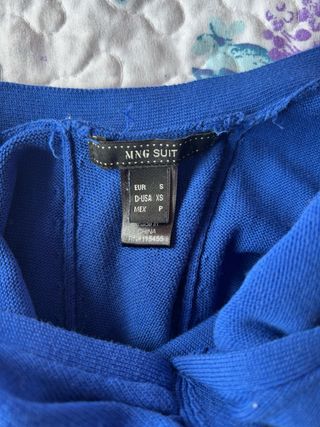 MNG SUIT
EUR S
D-USA XS
MEX P
CHINA